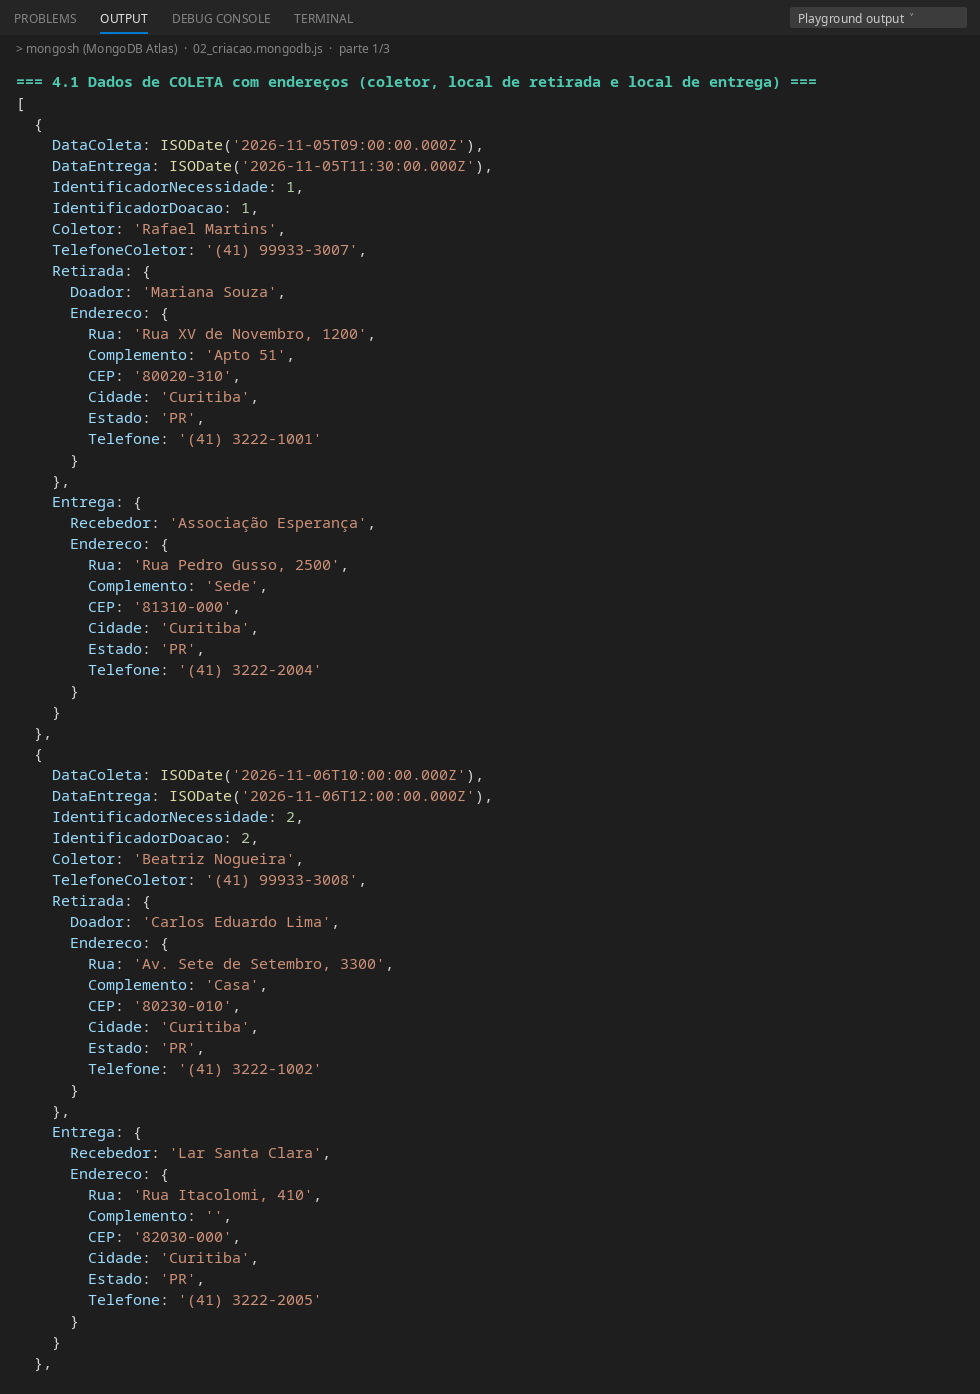 PROBLEMS OUTPUT DEBUG CONSOLE TERMINAL Playground output ˅
> mongosh (MongoDB Atlas) · 02_criacao.mongodb.js · parte 1/3
=== 4.1 Dados de COLETA com endereços (coletor, local de retirada e local de entrega) ===
[
  {
    DataColeta: ISODate('2026-11-05T09:00:00.000Z'),
    DataEntrega: ISODate('2026-11-05T11:30:00.000Z'),
    IdentificadorNecessidade: 1,
    IdentificadorDoacao: 1,
    Coletor: 'Rafael Martins',
    TelefoneColetor: '(41) 99933-3007',
    Retirada: {
      Doador: 'Mariana Souza',
      Endereco: {
        Rua: 'Rua XV de Novembro, 1200',
        Complemento: 'Apto 51',
        CEP: '80020-310',
        Cidade: 'Curitiba',
        Estado: 'PR',
        Telefone: '(41) 3222-1001'
      }
    },
    Entrega: {
      Recebedor: 'Associação Esperança',
      Endereco: {
        Rua: 'Rua Pedro Gusso, 2500',
        Complemento: 'Sede',
        CEP: '81310-000',
        Cidade: 'Curitiba',
        Estado: 'PR',
        Telefone: '(41) 3222-2004'
      }
    }
  },
  {
    DataColeta: ISODate('2026-11-06T10:00:00.000Z'),
    DataEntrega: ISODate('2026-11-06T12:00:00.000Z'),
    IdentificadorNecessidade: 2,
    IdentificadorDoacao: 2,
    Coletor: 'Beatriz Nogueira',
    TelefoneColetor: '(41) 99933-3008',
    Retirada: {
      Doador: 'Carlos Eduardo Lima',
      Endereco: {
        Rua: 'Av. Sete de Setembro, 3300',
        Complemento: 'Casa',
        CEP: '80230-010',
        Cidade: 'Curitiba',
        Estado: 'PR',
        Telefone: '(41) 3222-1002'
      }
    },
    Entrega: {
      Recebedor: 'Lar Santa Clara',
      Endereco: {
        Rua: 'Rua Itacolomi, 410',
        Complemento: '',
        CEP: '82030-000',
        Cidade: 'Curitiba',
        Estado: 'PR',
        Telefone: '(41) 3222-2005'
      }
    }
  },